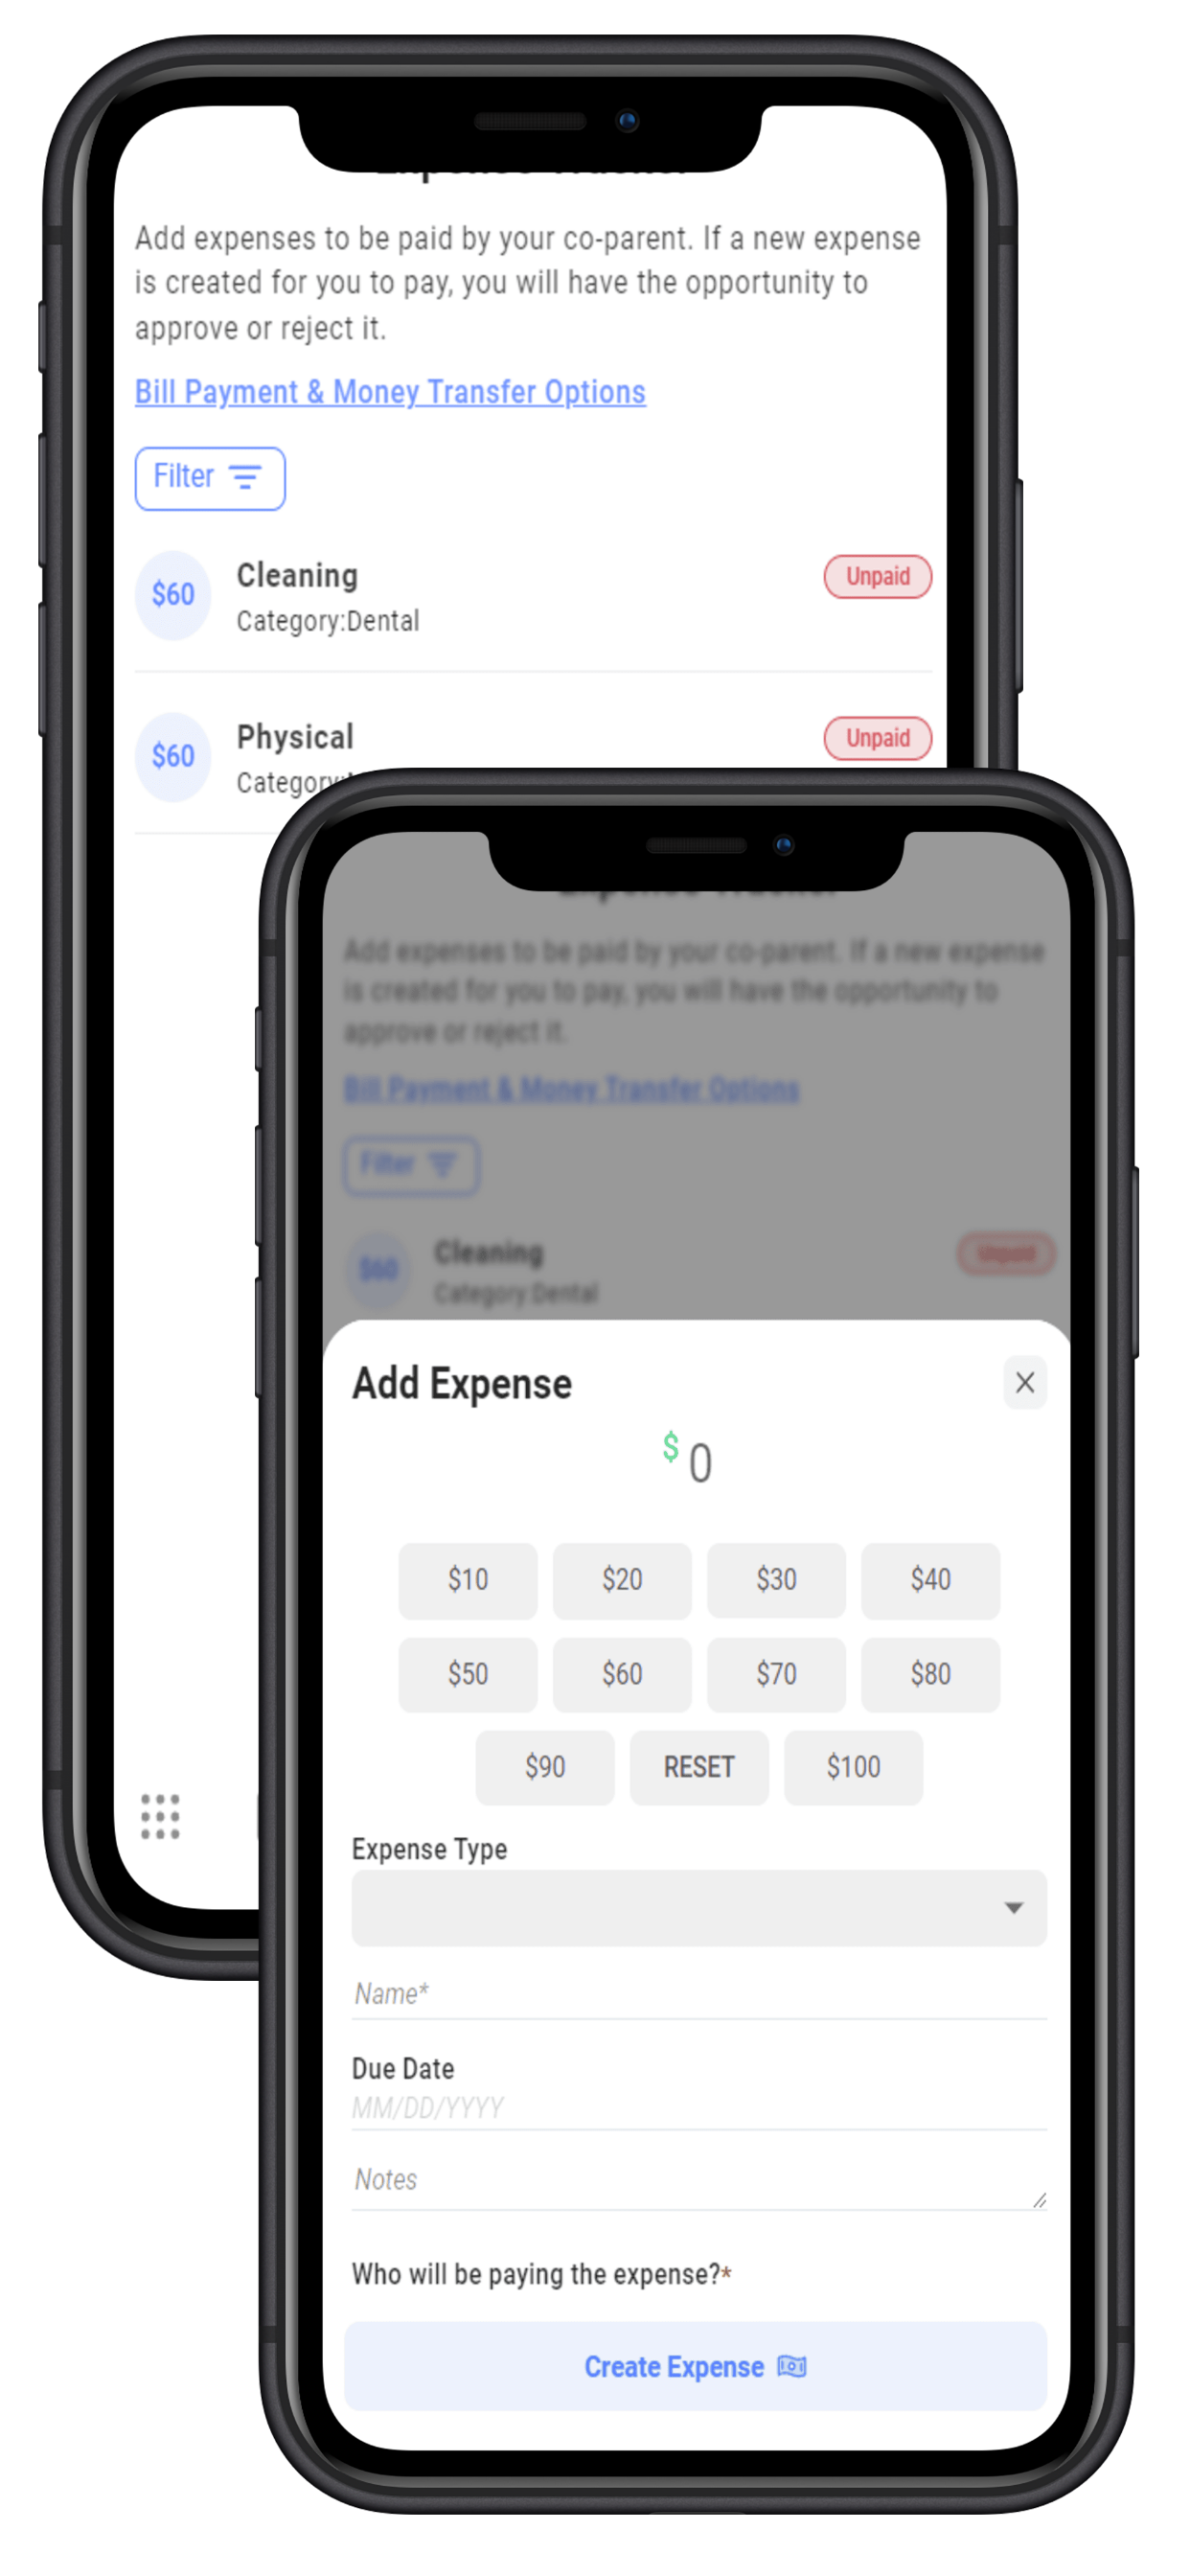 Expense Tracker
Add expenses to be paid by your co-parent. If a new expense
is created for you to pay, you will have the opportunity to
approve or reject it.
Bill Payment & Money Transfer Options
Filter
$60
Cleaning
Unpaid
Category:Dental
$60
Physical
Unpaid
Category:
Expense Tracker
Add expenses to be paid by your co-parent. If a new expense
is created for you to pay, you will have the opportunity to
approve or reject it.
Bill Payment & Money Transfer Options
Filter
$60
Cleaning
Unpaid
Category:Dental
Add Expense
$ 0
$10 $20 $30 $40
$50 $60 $70 $80
$90 RESET $100
Expense Type
Name*
Due Date
MM/DD/YYYY
Notes
Who will be paying the expense?*
Create Expense